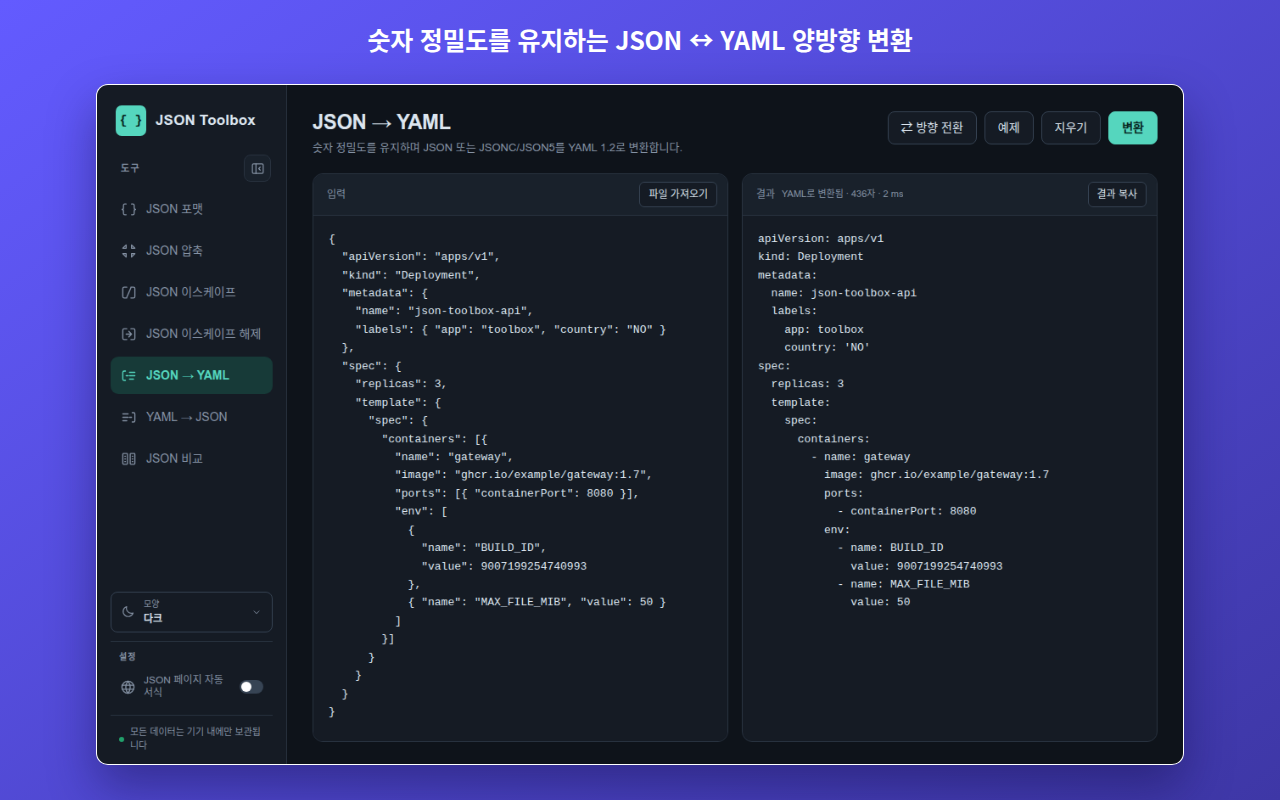 숫자 정밀도를 유지하는 JSON ↔ YAML 양방향 변환
{ } JSON Toolbox
도구
JSON 포맷
JSON 압축
JSON 이스케이프
JSON 이스케이프 해제
JSON → YAML
YAML → JSON
JSON 비교
모양
다크
설정
JSON 페이지 자동
서식
모든 데이터는 기기 내에만 보관됩
니다
JSON → YAML
숫자 정밀도를 유지하며 JSON 또는 JSONC/JSON5를 YAML 1.2로 변환합니다.
⇄ 방향 전환
예제
지우기
변환
입력
파일 가져오기
{
  "apiVersion": "apps/v1",
  "kind": "Deployment",
  "metadata": {
    "name": "json-toolbox-api",
    "labels": { "app": "toolbox", "country": "NO" }
  },
  "spec": {
    "replicas": 3,
    "template": {
      "spec": {
        "containers": [{
          "name": "gateway",
          "image": "ghcr.io/example/gateway:1.7",
          "ports": [{ "containerPort": 8080 }],
          "env": [
            {
              "name": "BUILD_ID",
              "value": 9007199254740993
            },
            { "name": "MAX_FILE_MIB", "value": 50 }
          ]
        }]
      }
    }
  }
}
결과 YAML로 변환됨 · 436자 · 2 ms
결과 복사
apiVersion: apps/v1
kind: Deployment
metadata:
  name: json-toolbox-api
  labels:
    app: toolbox
    country: 'NO'
spec:
  replicas: 3
  template:
    spec:
      containers:
        - name: gateway
          image: ghcr.io/example/gateway:1.7
          ports:
            - containerPort: 8080
          env:
            - name: BUILD_ID
              value: 9007199254740993
            - name: MAX_FILE_MIB
              value: 50